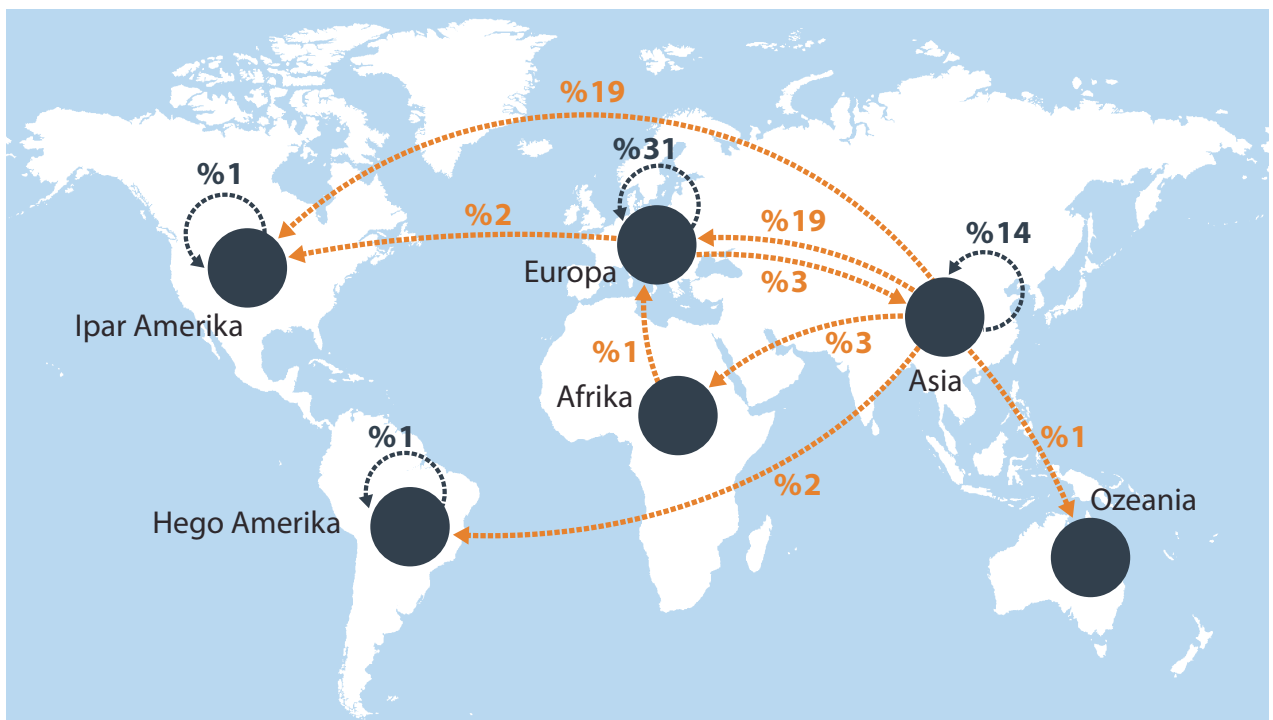 %19
%31
%1
%2
%19
%14
Europa
%3
Ipar Amerika
%1
%3
Afrika
Asia
%1
%1
%2
Ozeania
Hego Amerika